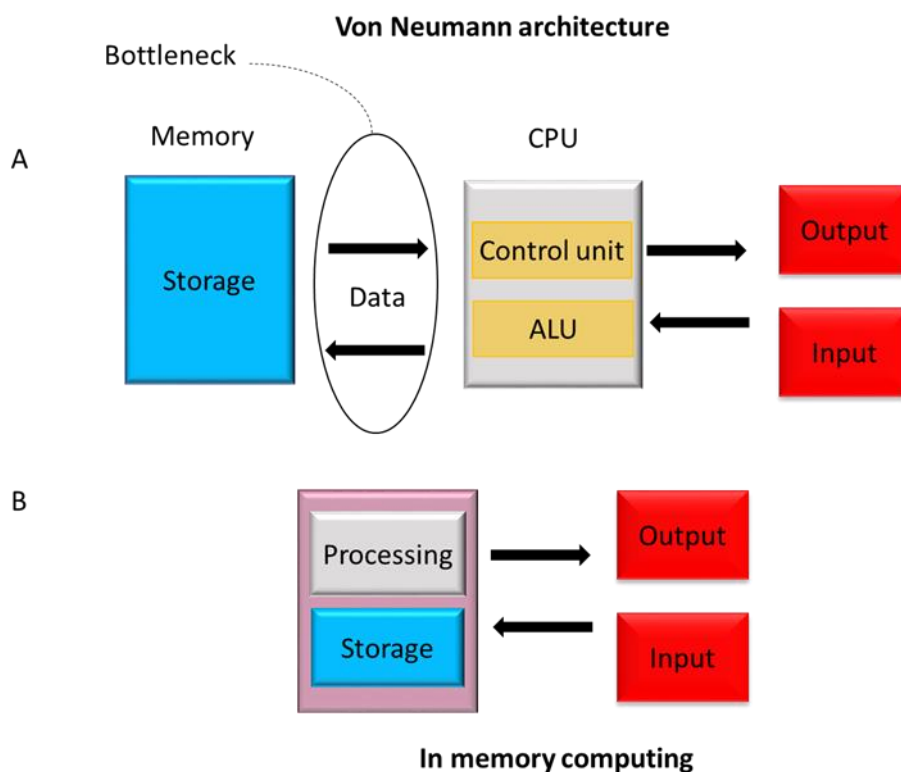 Von Neumann architecture
Bottleneck
Memory
CPU
A
Storage
Data
Control unit
ALU
Output
Input
B
Processing
Storage
Output
Input
In memory computing